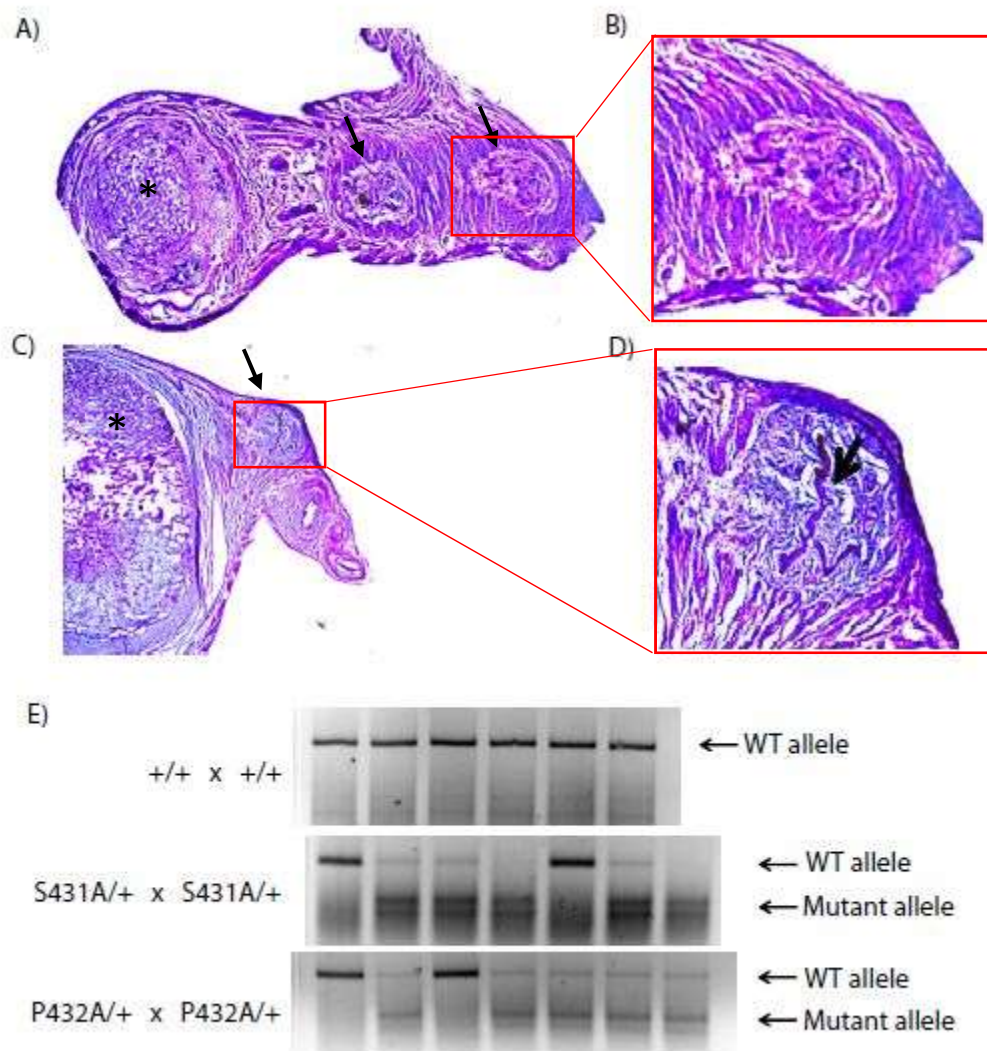 A)
B)
*
C)
D)
*
E)
+/+ x +/+
← WT allele
S431A/+ x S431A/+
← WT allele
← Mutant allele
P432A/+ x P432A/+
← WT allele
← Mutant allele